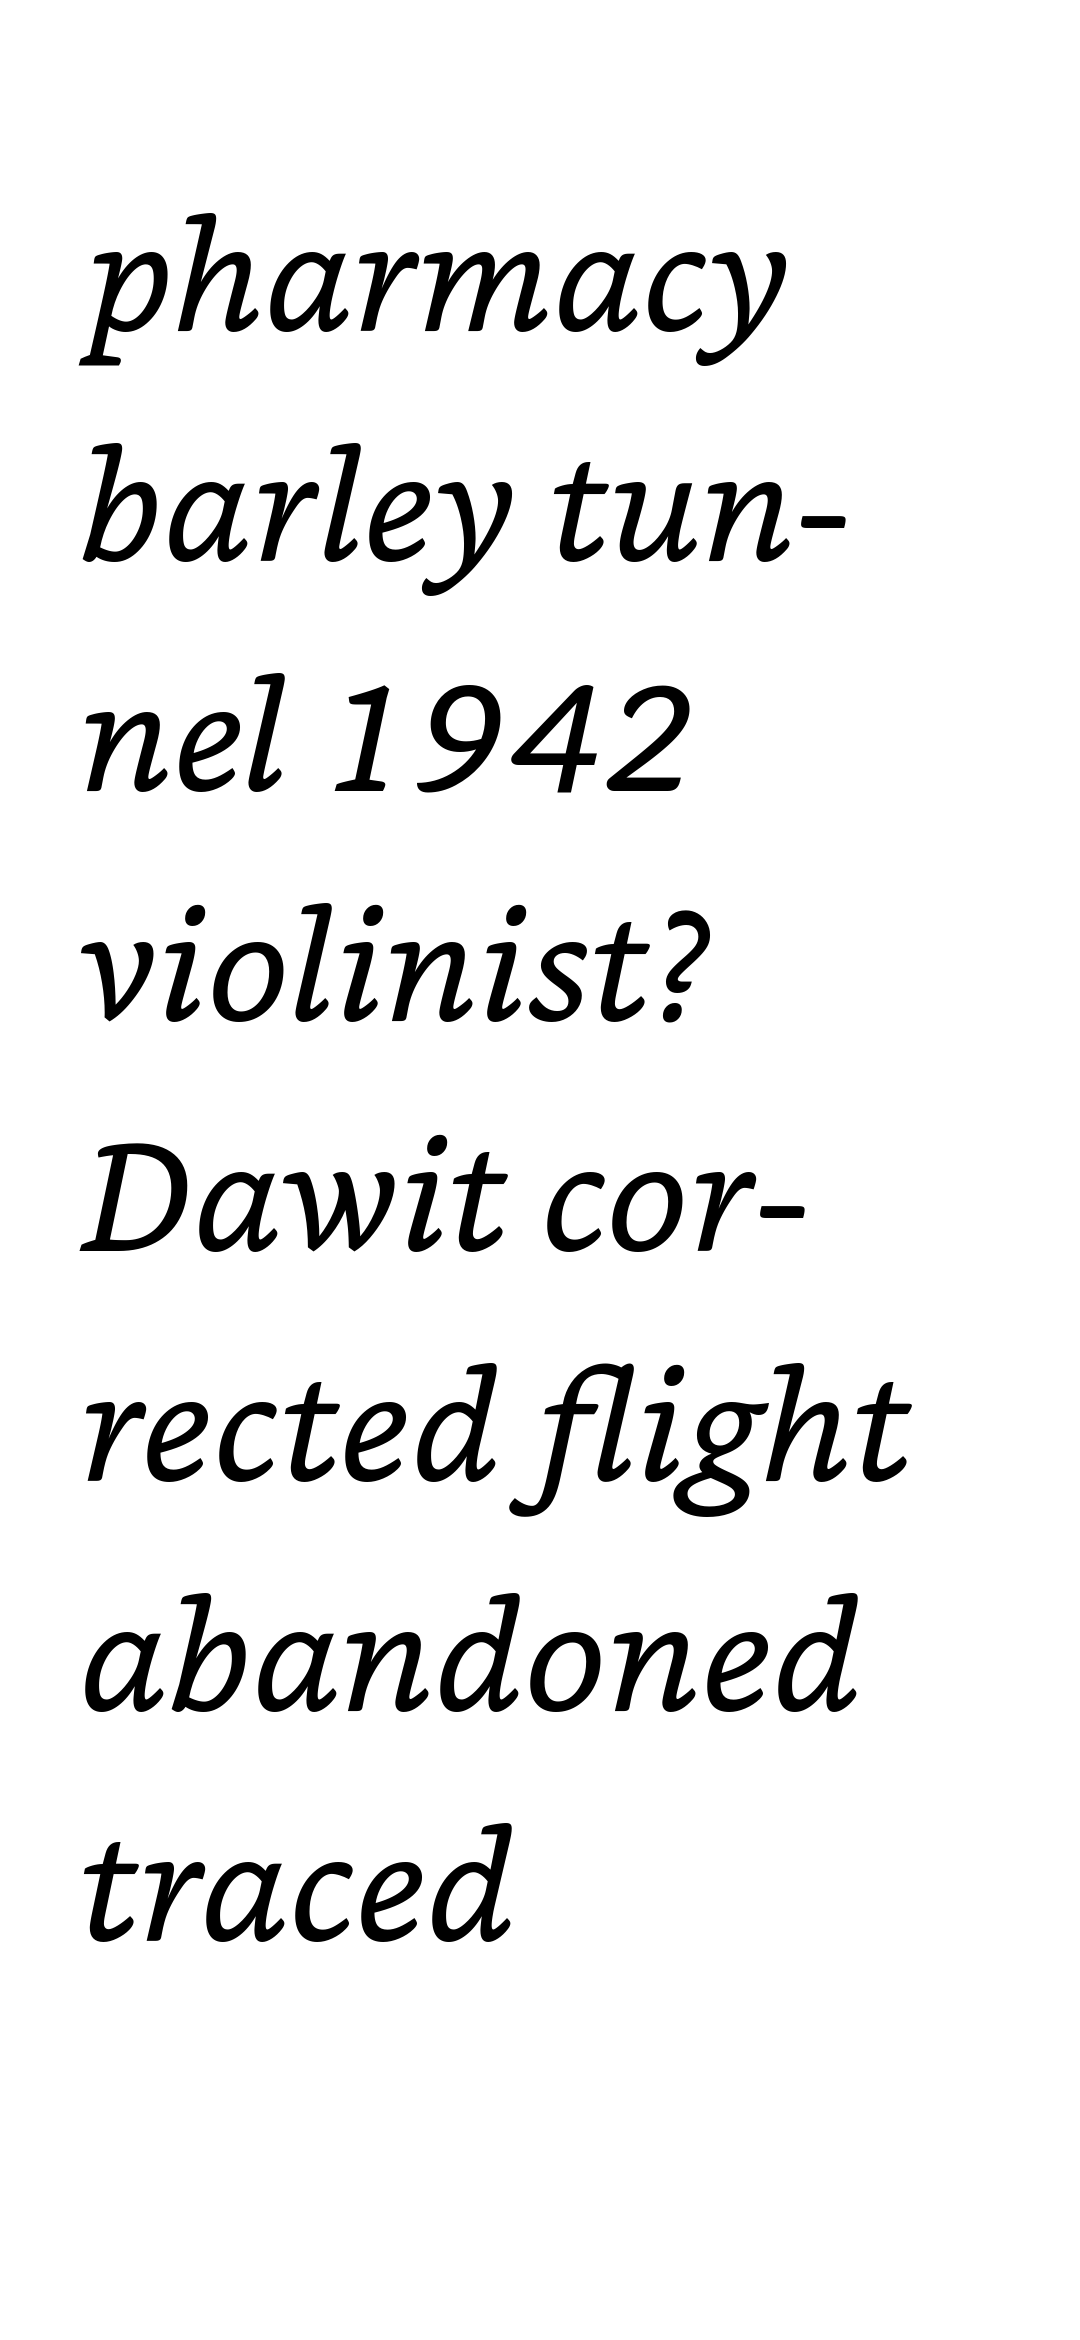 pharmacy
barley tun-
nel 1942
violinist?
Dawit cor-
rected flight
abandoned
traced